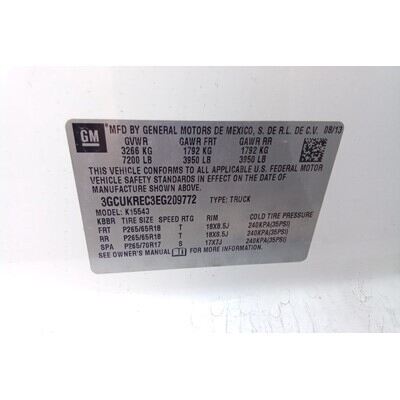 GM
MFD BY GENERAL MOTORS DE MEXICO, S. DE R.L. DE C.V. 08/13
GVWR GAWR FRT GAWR RR
3266 KG 1792 KG 1792 KG
7200 LB 3950 LB 3950 LB
THIS VEHICLE CONFORMS TO ALL APPLICABLE U.S. FEDERAL MOTOR
VEHICLE SAFETY STANDARDS IN EFFECT ON THE DATE OF
MANUFACTURE SHOWN ABOVE.
3GCUKREC3EG209772 TYPE: TRUCK
MODEL: K15543
KBBR TIRE SIZE SPEED RTG RIM COLD TIRE PRESSURE
FRT P265/65R18 T 18X8.5J 240KPA(35PSI)
RR P265/65R18 T 18X8.5J 240KPA(35PSI)
SPA P265/70R17 S 17X7J 240KPA(35PSI)
SEE OWNER'S MANUAL FOR MORE INFORMATION.